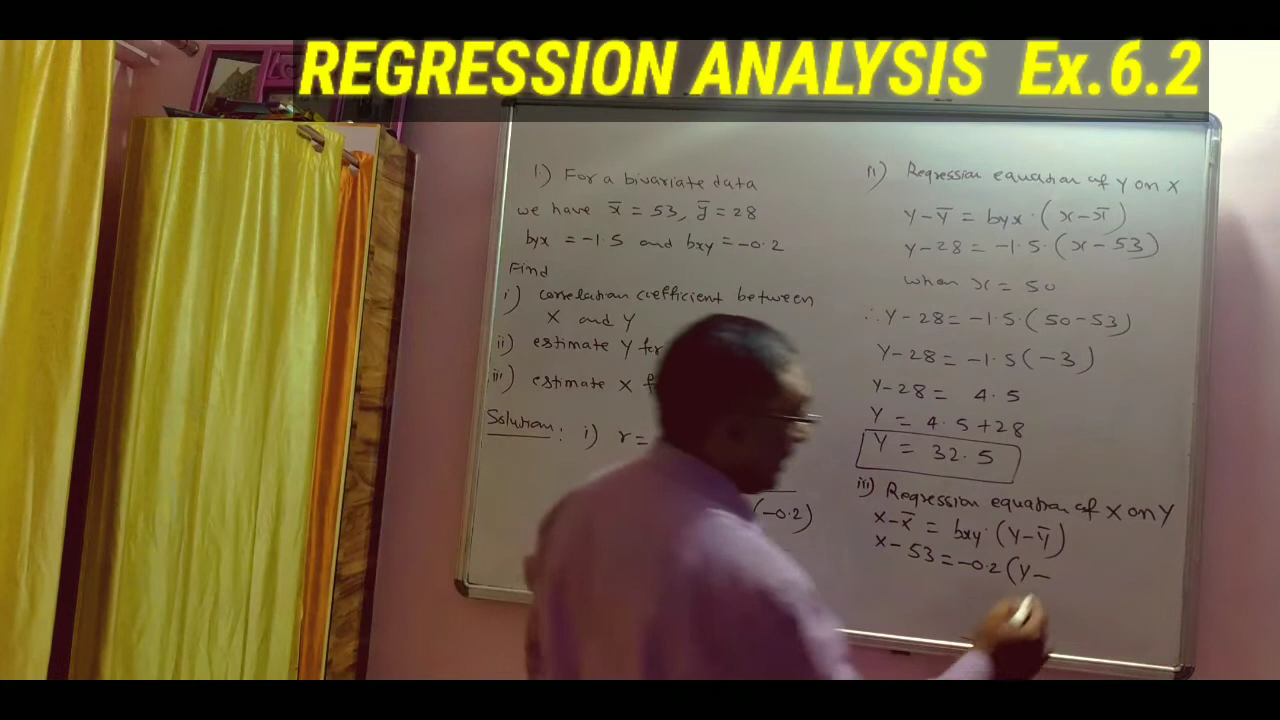 REGRESSION ANALYSIS Ex.6.2
1.) For a bivariate data
we have x̄ = 53, ȳ = 28
byx = -1.5 and bxy = -0.2
Find
i) correlation coefficient between
X and Y
ii) estimate Y for
iii) estimate X
Solution : i) r =
(-0.2)
ii) Regression equation of Y on X
Y - Ȳ = byx · (x - x̄)
Y - 28 = -1.5 · (x - 53)
when x = 50
∴ Y - 28 = -1.5 · (50 - 53)
Y - 28 = -1.5 (-3)
Y - 28 = 4.5
Y = 4.5 + 28
Y = 32.5
iii) Regression equation of X on Y
X - X̄ = bxy · (Y - Ȳ)
X - 53 = -0.2 (Y -